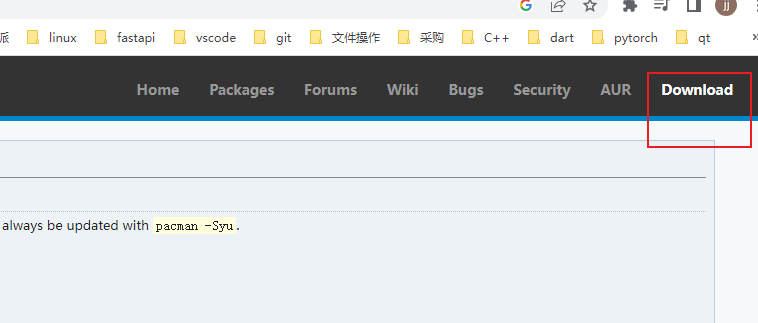 JJ
派 linux fastapi vscode git 文件操作 采购 C++ dart pytorch qt »
Home Packages Forums Wiki Bugs Security AUR Download
always be updated with pacman -Syu.